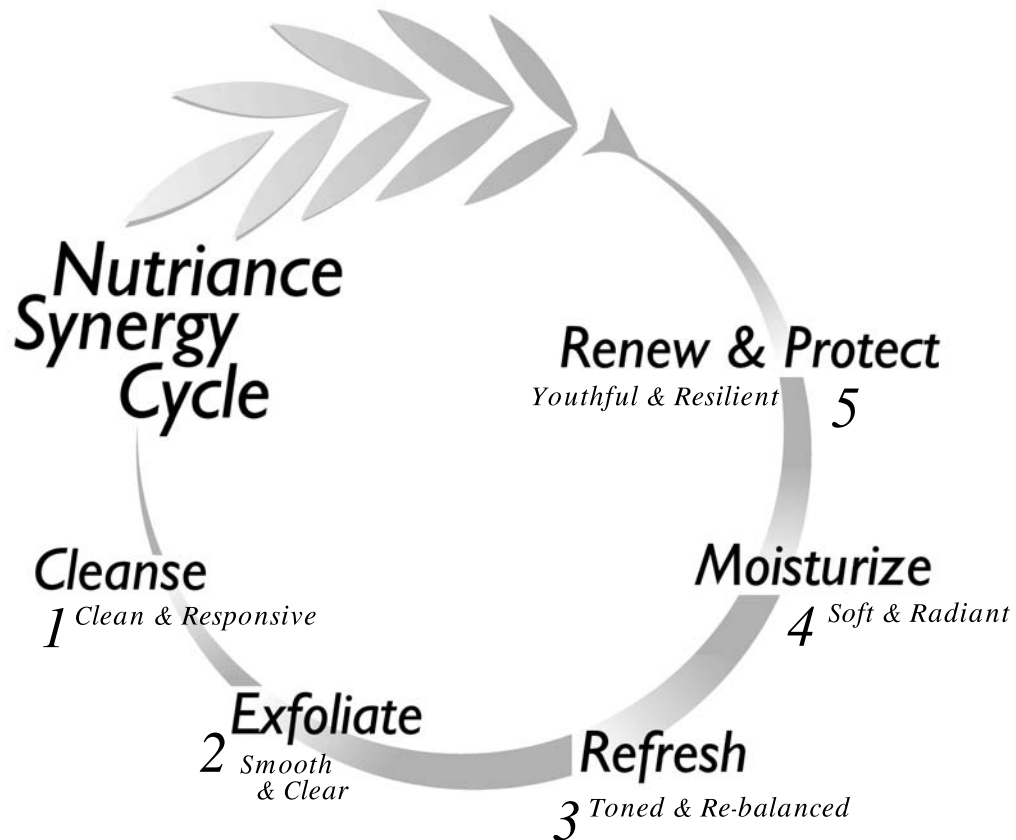 Nutriance
Synergy
Cycle
Cleanse
1 Clean & Responsive
Exfoliate
2 Smooth
& Clear
Refresh
3 Toned & Re-balanced
Moisturize
4 Soft & Radiant
Renew & Protect
Youthful & Resilient 5